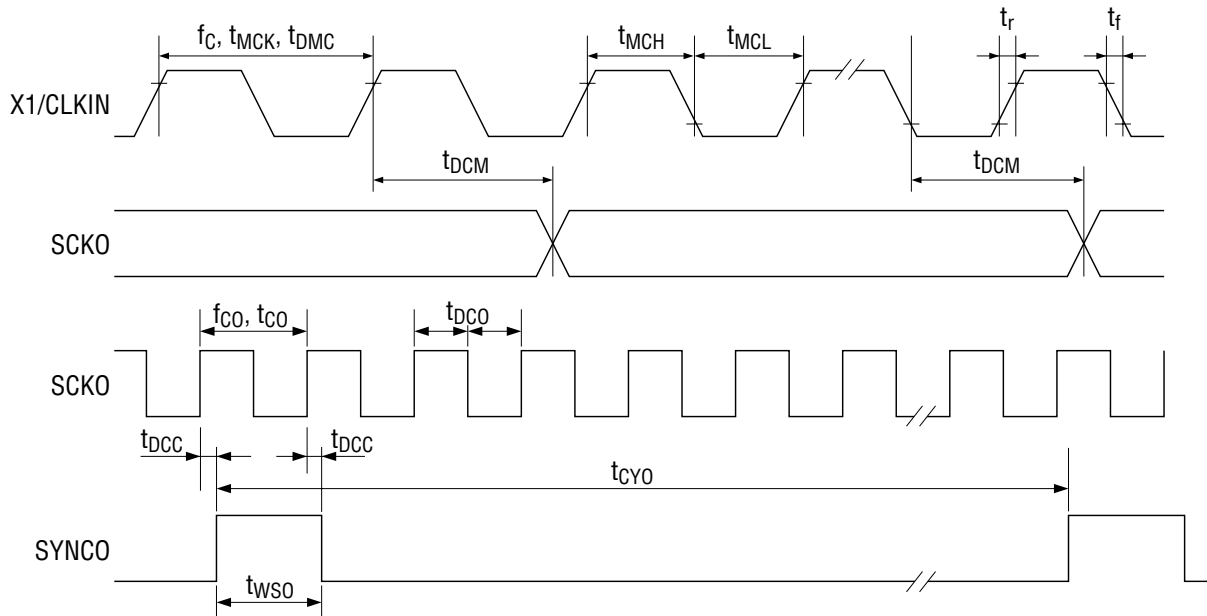 fC, tMCK, tDMC
tMCH
tMCL
tr
tf
X1/CLKIN
tDCM
tDCM
SCKO
fCO, tCO
tDCO
SCKO
tDCC
tDCC
tCYO
SYNCO
tWSO